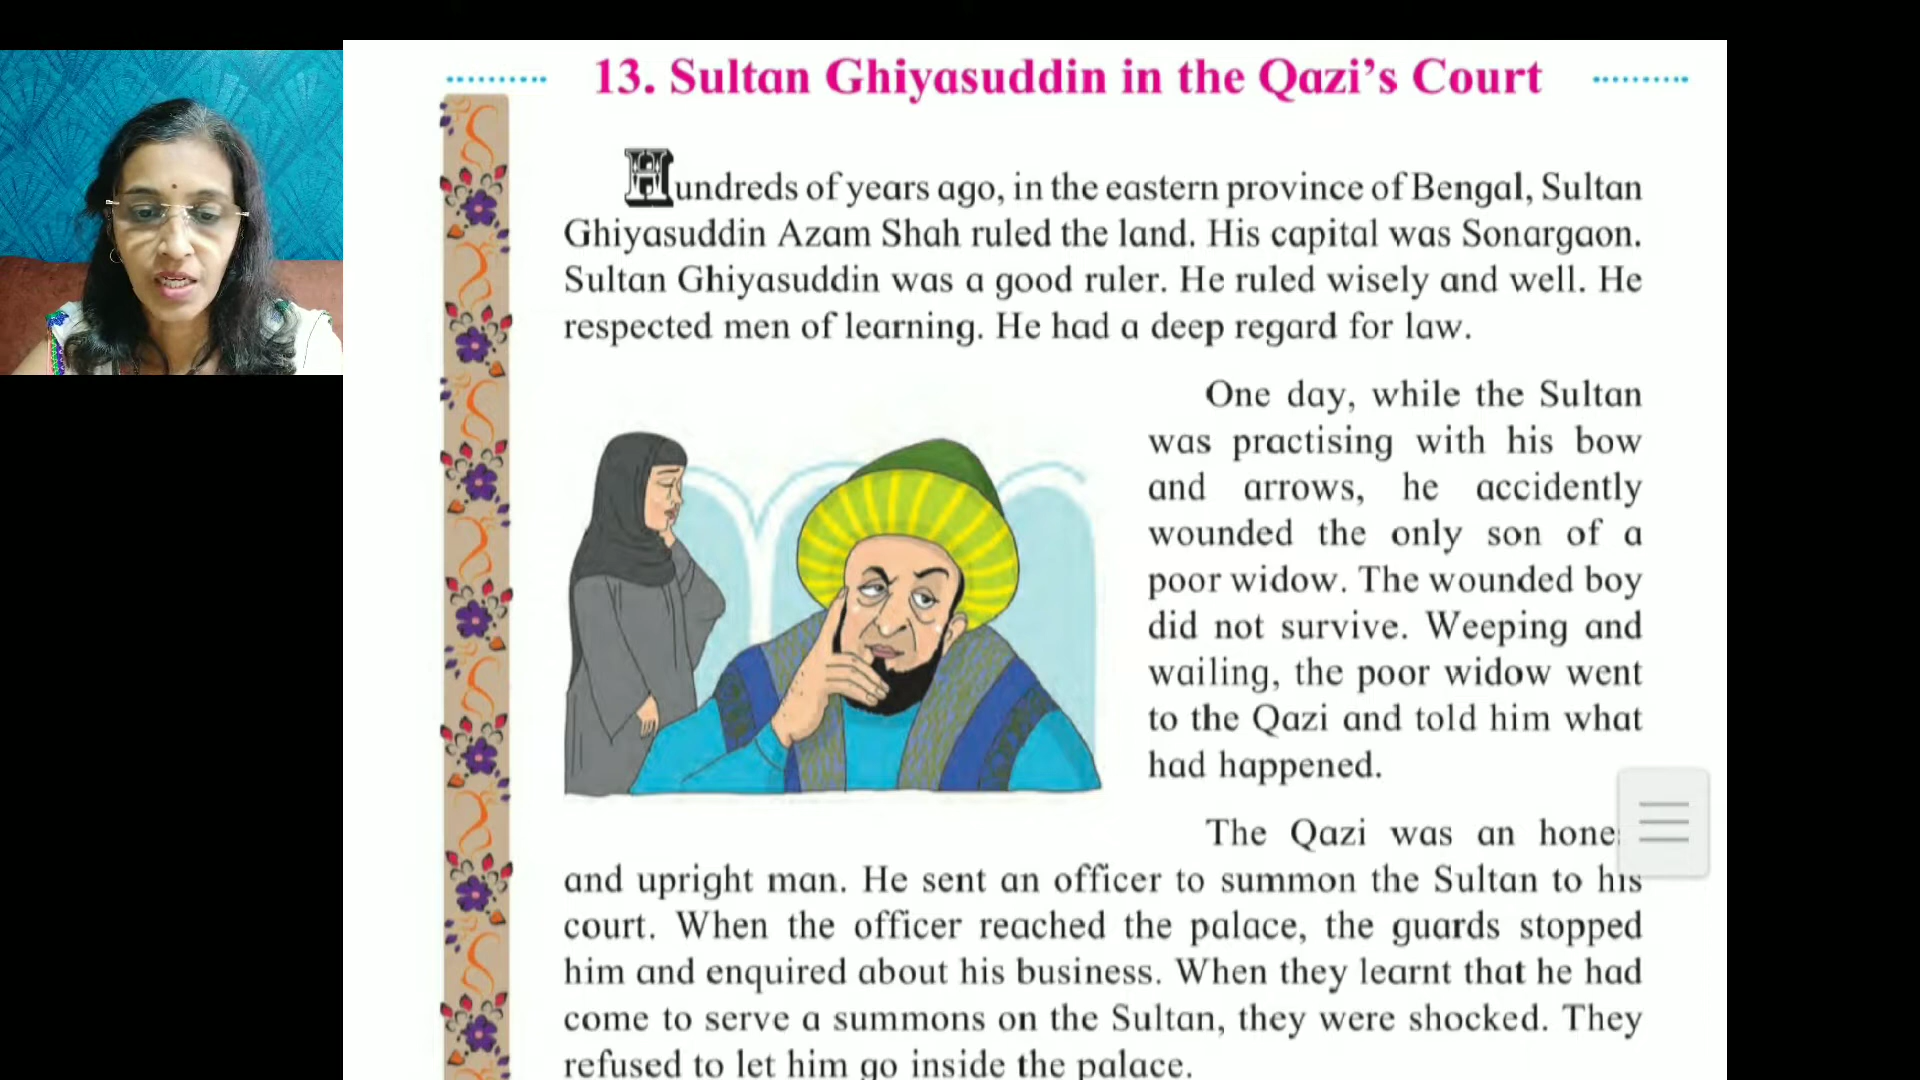 13. Sultan Ghiyasuddin in the Qazi's Court
Hundreds of years ago, in the eastern province of Bengal, Sultan
Ghiyasuddin Azam Shah ruled the land. His capital was Sonargaon.
Sultan Ghiyasuddin was a good ruler. He ruled wisely and well. He
respected men of learning. He had a deep regard for law.
One day, while the Sultan
was practising with his bow
and arrows, he accidently
wounded the only son of a
poor widow. The wounded boy
did not survive. Weeping and
wailing, the poor widow went
to the Qazi and told him what
had happened.
The Qazi was an
and upright man. He sent an officer to summon the Sultan to his
court. When the officer reached the palace, the guards stopped
him and enquired about his business. When they learnt that he had
come to serve a summons on the Sultan, they were shocked. They
refused to let him go inside the palace.